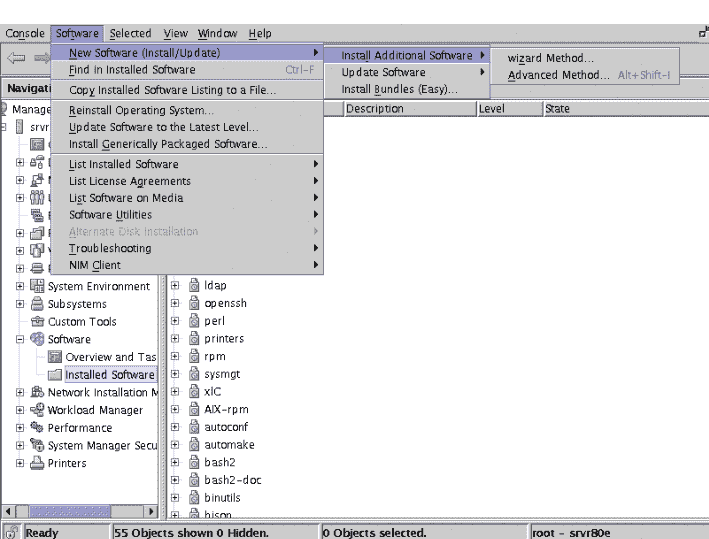 Console Software Selected View Window Help
New Software (Install/Update)
Install Additional Software
wizard Method...
Find In Installed Software Ctrl-F
Update Software
Advanced Method... Alt+Shift-I
Navigati
Copy Installed Software Listing to a File...
Install Bundles (Easy)...
Manage
Reinstall Operating System...
Description Level State
srvr
Update Software to the Latest Level...
Install Generically Packaged Software...
List Installed Software
List License Agreements
List Software on Media
Software Utilities
Alternate Disk Installation
Troubleshooting
NIM Client
System Environment
ldap
Subsystems
openssh
Custom Tools
perl
Software
printers
Overview and Tas
rpm
Installed Software
sysmgt
Network Installation M
xlC
Workload Manager
AIX-rpm
Performance
autoconf
System Manager Secu
automake
Printers
bash2
bash2-doc
binutils
bison
Ready 55 Objects shown 0 Hidden. 0 Objects selected. root - srvr80e